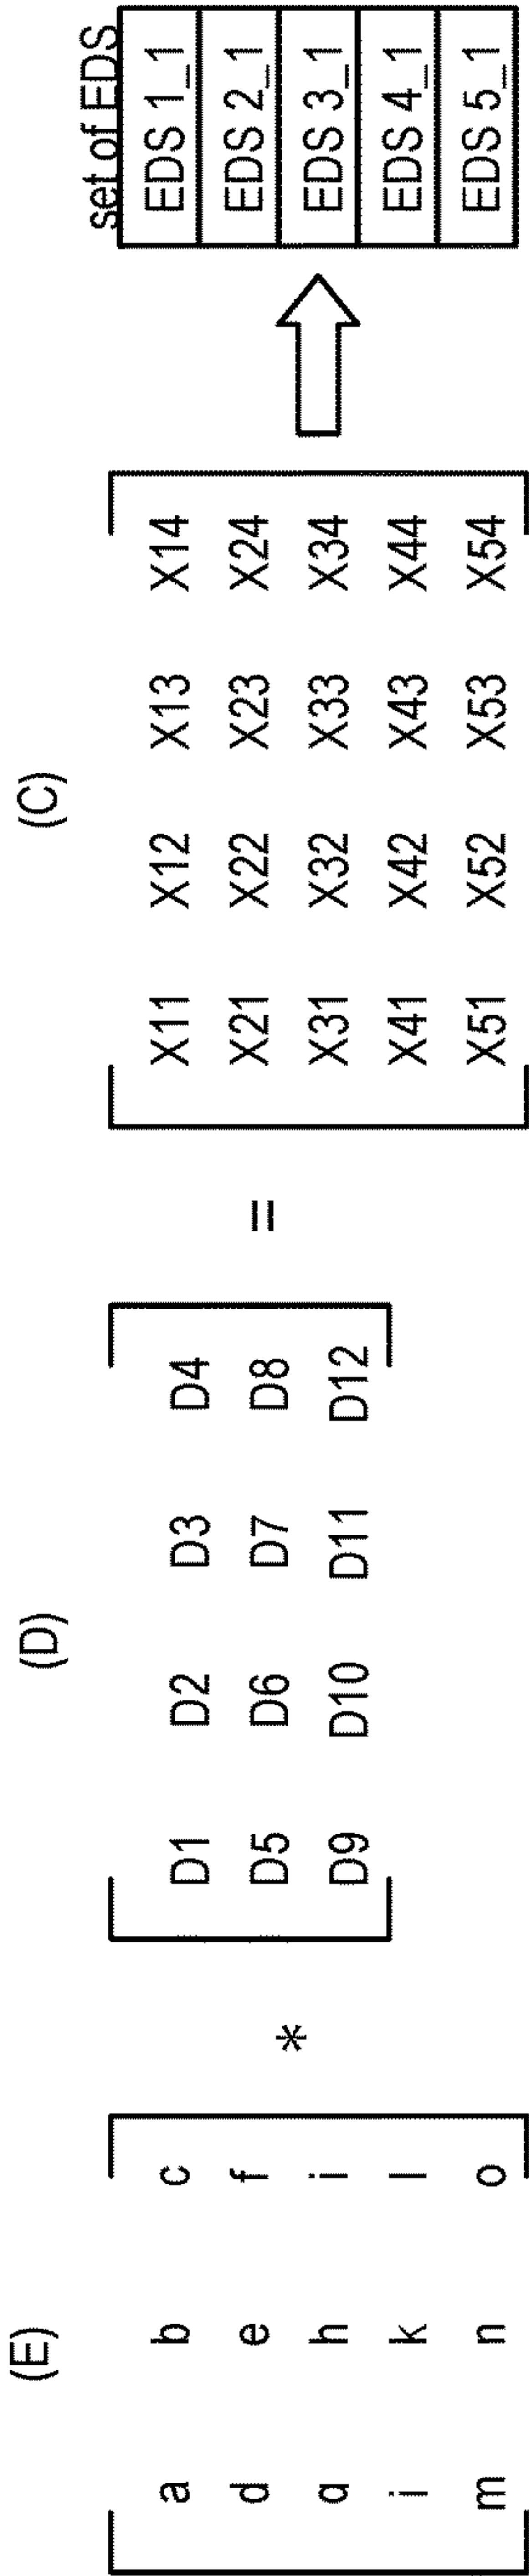 (E) (D) (C)
set of EDS
a b c D1 D2 D3 D4 X11 X12 X13 X14 EDS 1_1
d e f * D5 D6 D7 D8 = X21 X22 X23 X24 EDS 2_1
g h i D9 D10 D11 D12 X31 X32 X33 X34 EDS 3_1
j k l X41 X42 X43 X44 EDS 4_1
m n o X51 X52 X53 X54 EDS 5_1